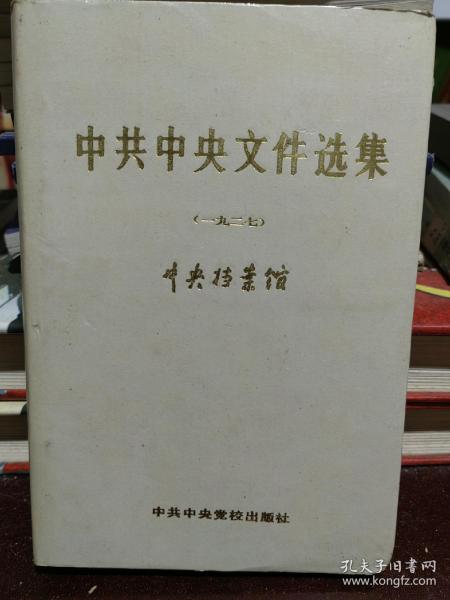 中共中央文件选集
(一九二七)
中央档案馆
中共中央党校出版社
孔夫子旧书网
www.kongfz.com